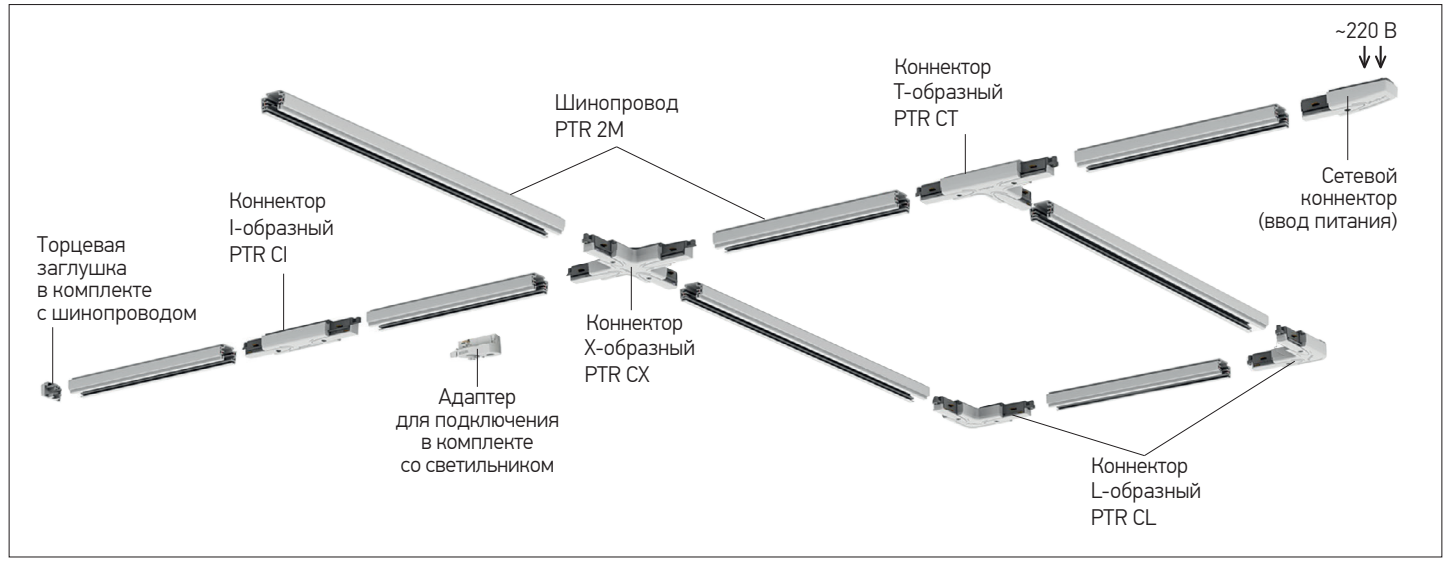 ~220 В
Коннектор
Т-образный
PTR CT
Шинопровод
PTR 2M
Сетевой
коннектор
(ввод питания)
Коннектор
I-образный
PTR CI
Торцевая
заглушка
в комплекте
с шинопроводом
Коннектор
X-образный
PTR CX
Адаптер
для подключения
в комплекте
со светильником
Коннектор
L-образный
PTR CL